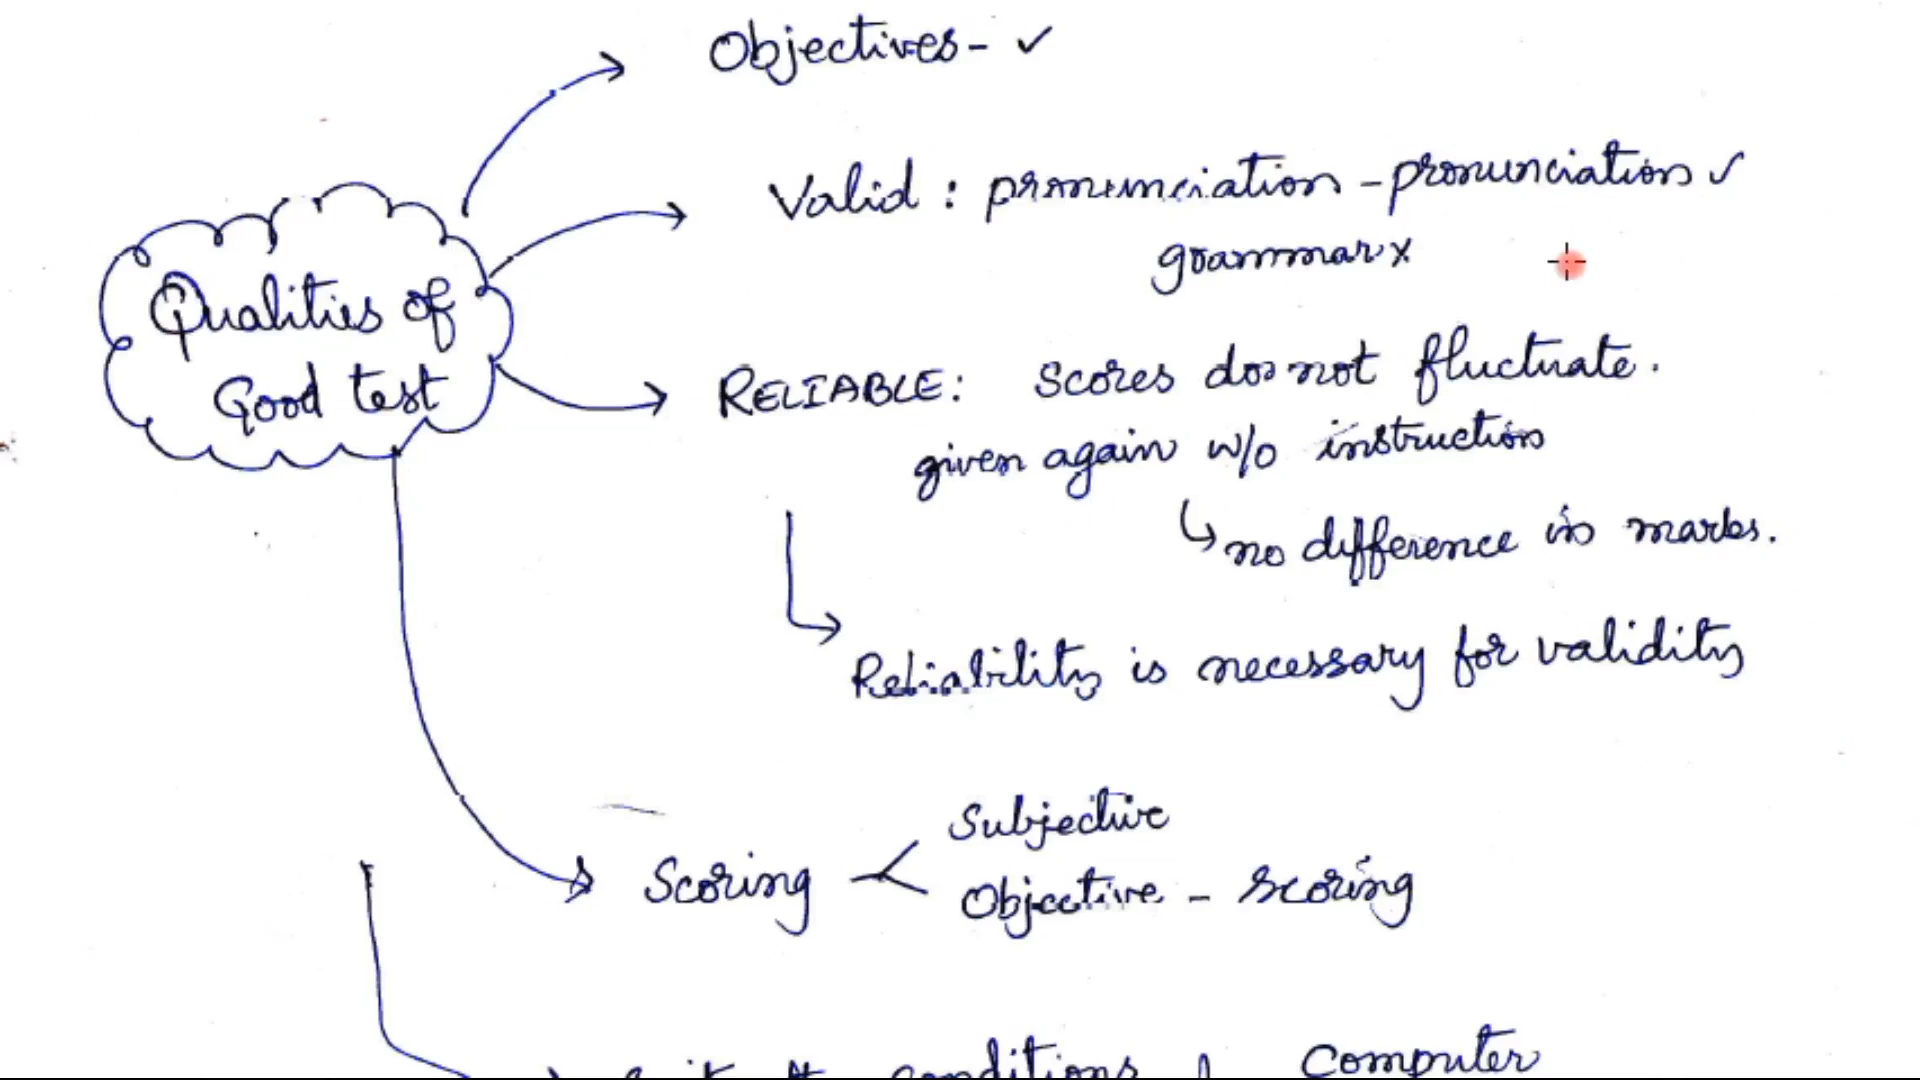 Objectives - ✓
Valid : pronunciation - pronunciation ✓
grammar x
Qualities of
Good test
RELIABLE: scores do not fluctuate.
given again w/o instruction
↳ no difference in marks.
Reliability is necessary for validity
Scoring < Subjective
Objective - scoring
conditions
Computer